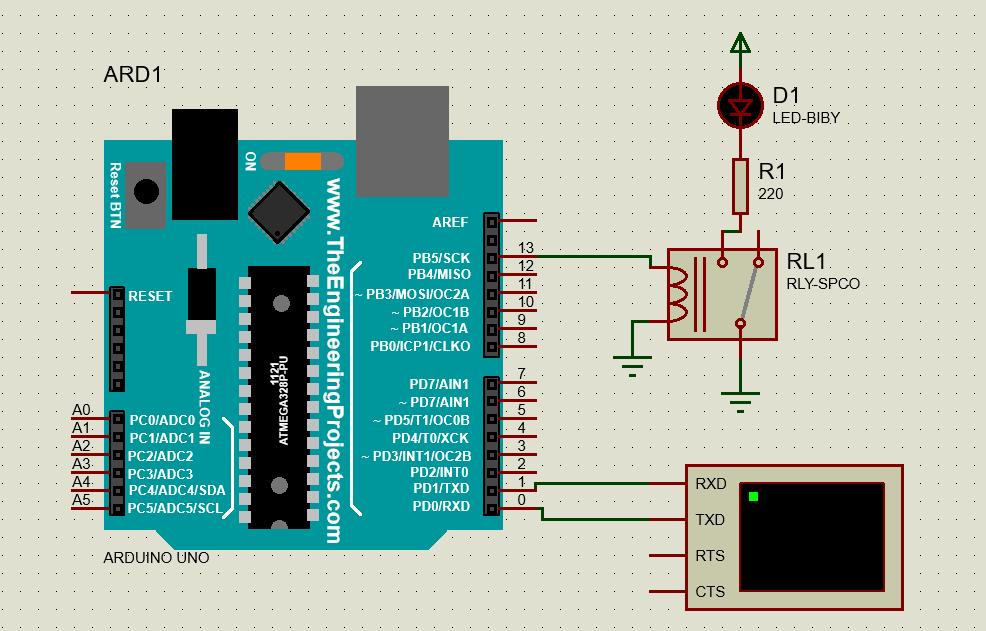 ARD1
ON
Reset BTN
www.TheEngineeringProjects.com
RESET
ANALOG IN
1121
ATMEGA328P-PU
A0
A1
A2
A3
A4
A5
PC0/ADC0
PC1/ADC1
PC2/ADC2
PC3/ADC3
PC4/ADC4/SDA
PC5/ADC5/SCL
AREF
PB5/SCK
PB4/MISO
~ PB3/MOSI/OC2A
~ PB2/OC1B
~ PB1/OC1A
PB0/ICP1/CLKO
13
12
11
10
9
8
PD7/AIN1
~ PD7/AIN1
~ PD5/T1/OC0B
PD4/T0/XCK
~ PD3/INT1/OC2B
PD2/INT0
PD1/TXD
PD0/RXD
7
6
5
4
3
2
1
0
ARDUINO UNO
D1
LED-BIBY
R1
220
RL1
RLY-SPCO
RXD
TXD
RTS
CTS